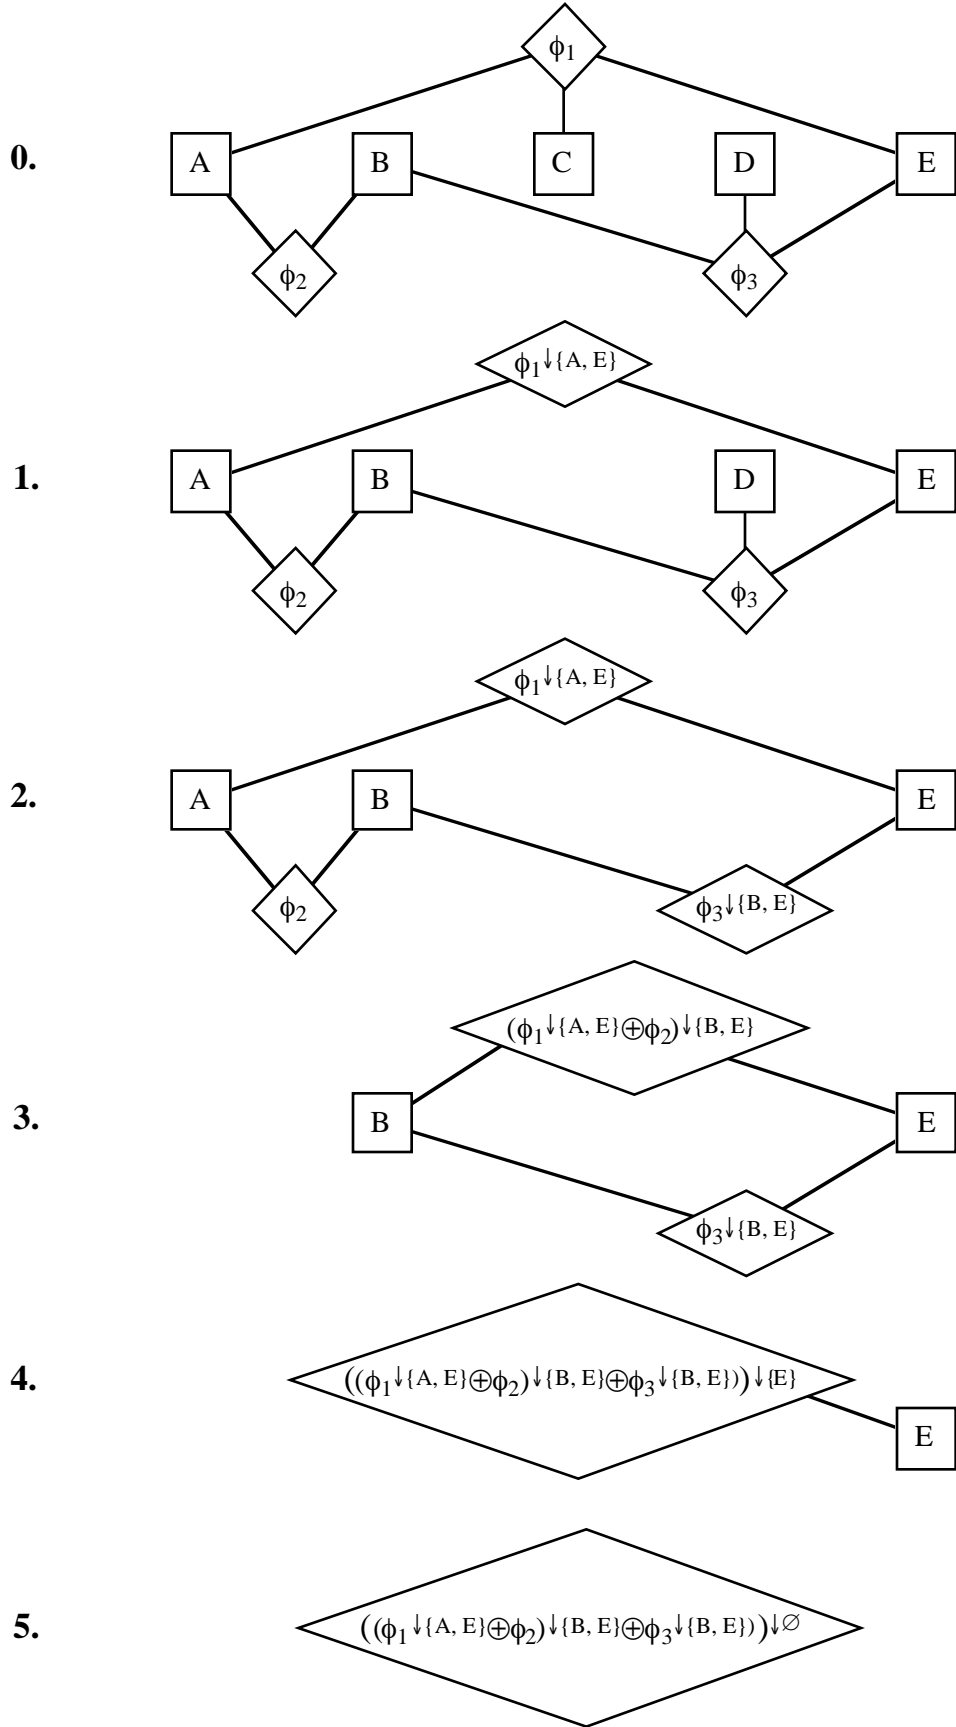 ϕ1
0. A B C D E
ϕ2 ϕ3
ϕ1↓{A, E}
1. A B D E
ϕ2 ϕ3
ϕ1↓{A, E}
2. A B E
ϕ2 ϕ3↓{B, E}
(ϕ1↓{A, E}⊕ϕ2)↓{B, E}
3. B E
ϕ3↓{B, E}
4. ((ϕ1↓{A, E}⊕ϕ2)↓{B, E}⊕ϕ3↓{B, E}))↓{E}
E
5. ((ϕ1↓{A, E}⊕ϕ2)↓{B, E}⊕ϕ3↓{B, E}))↓∅